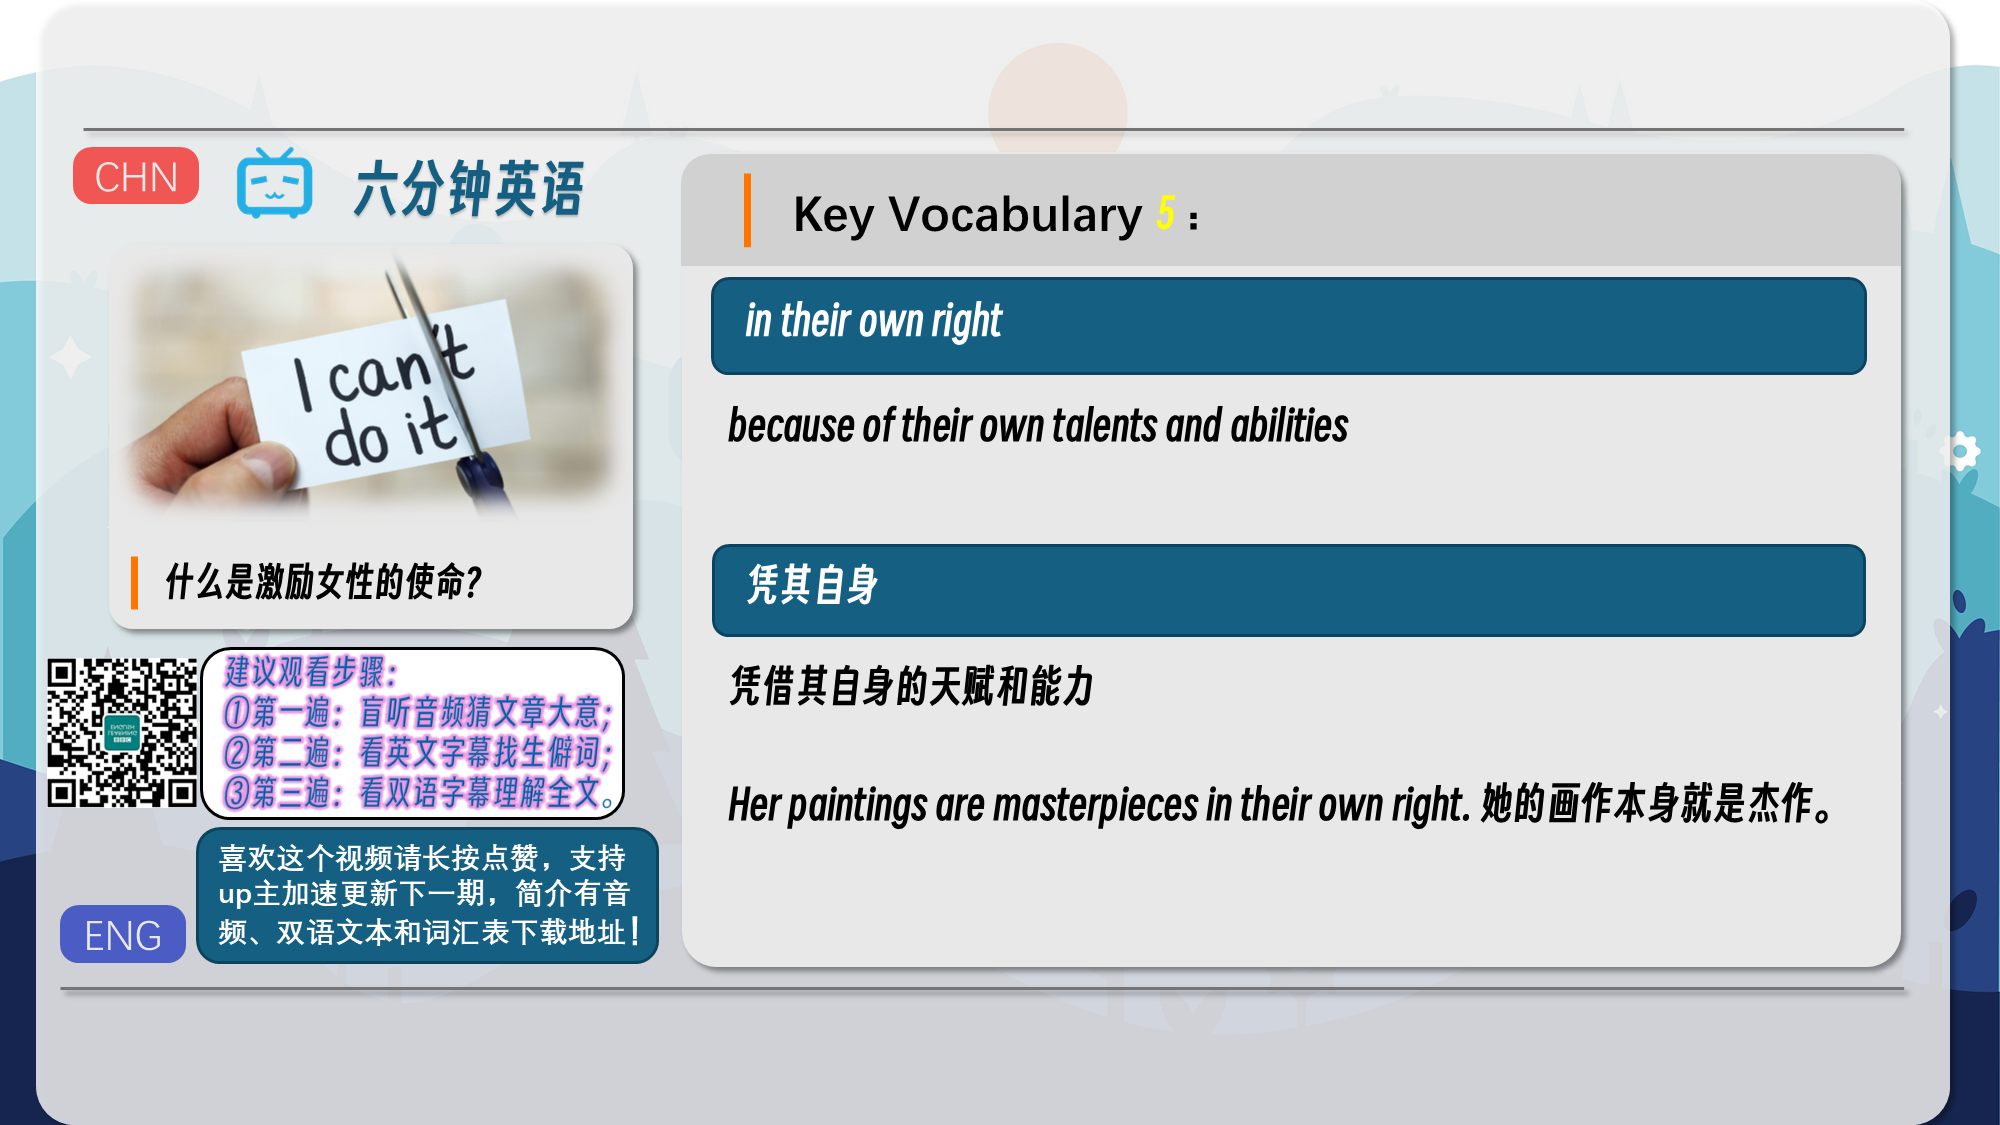 CHN
六分钟英语
I can't
do it
什么是激励女性的使命？
建议观看步骤：
①第一遍：盲听音频猜文章大意；
②第二遍：看英文字幕找生僻词；
③第三遍：看双语字幕理解全文。
喜欢这个视频请长按点赞，支持
up主加速更新下一期，简介有音
频、双语文本和词汇表下载地址！
ENG
Key Vocabulary 5：
in their own right
because of their own talents and abilities
凭其自身
凭借其自身的天赋和能力
Her paintings are masterpieces in their own right. 她的画作本身就是杰作。